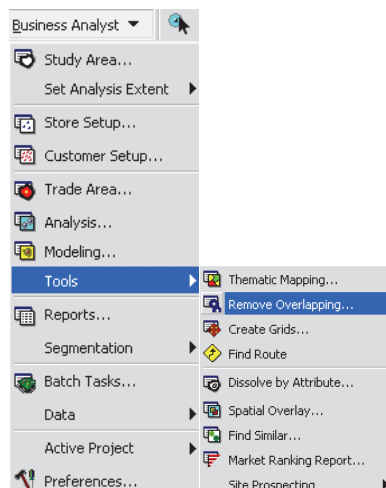 Business Analyst
Study Area...
Set Analysis Extent
Store Setup...
Customer Setup...
Trade Area...
Analysis...
Modeling...
Tools
Thematic Mapping...
Remove Overlapping...
Create Grids...
Find Route
Dissolve by Attribute...
Spatial Overlay...
Find Similar...
Market Ranking Report...
Site Prospecting
Reports...
Segmentation
Batch Tasks...
Data
Active Project
Preferences...